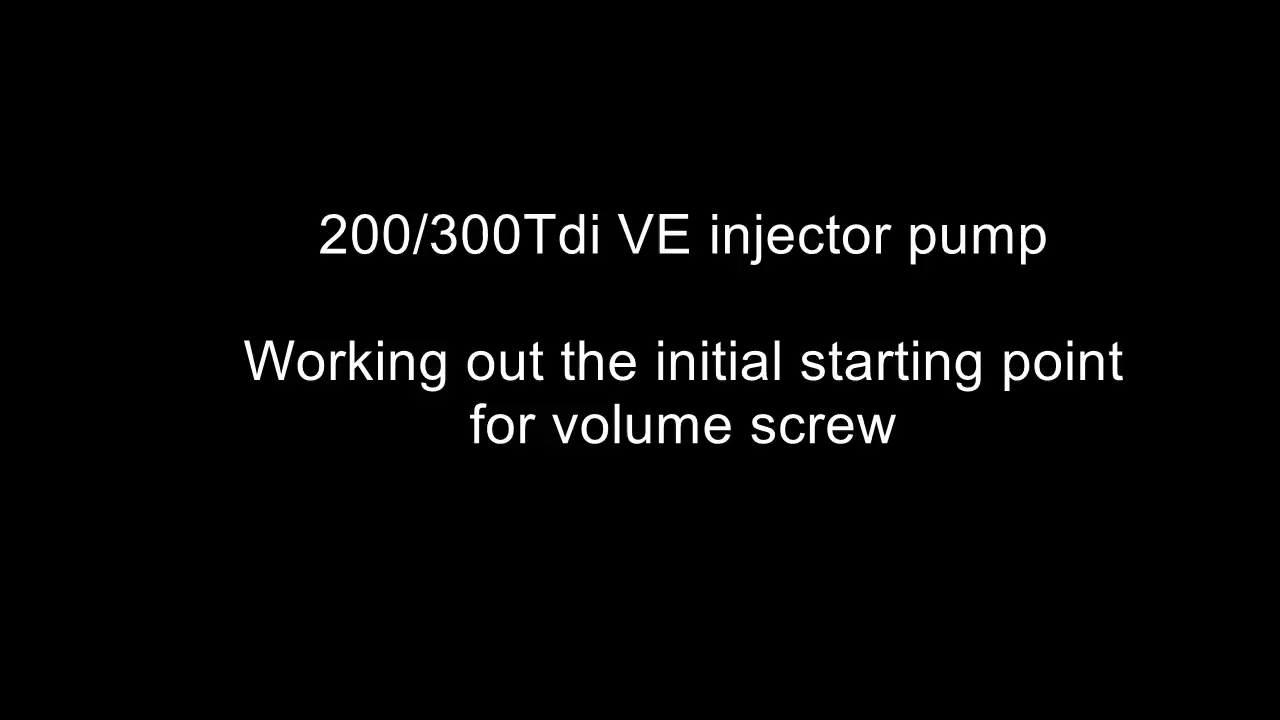 200/300Tdi VE injector pump
Working out the initial starting point
for volume screw